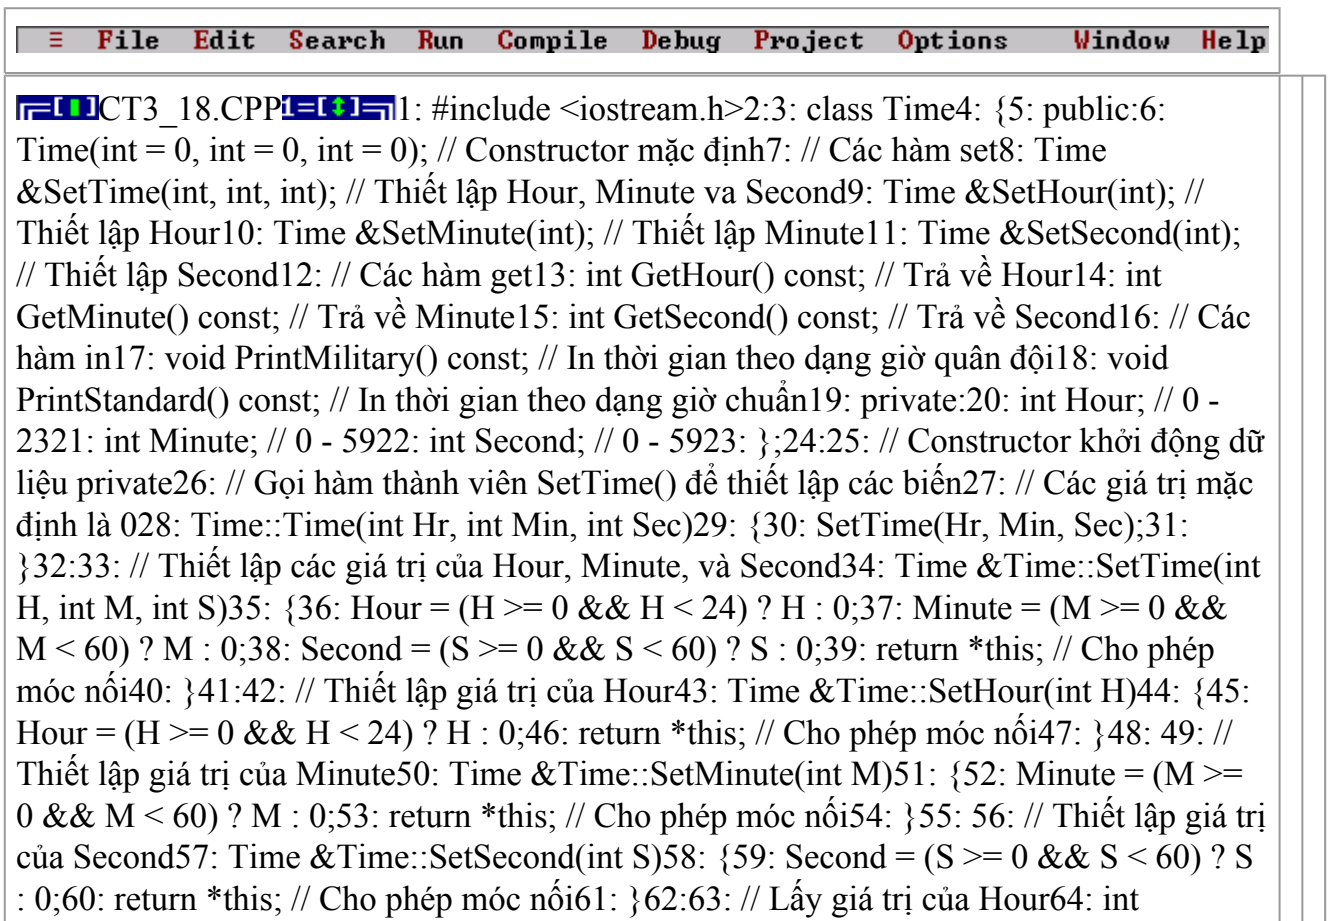 ≡ File Edit Search Run Compile Debug Project Options Window Help
╔═[▮]CT3_18.CPP1=[↕]═╗1: #include <iostream.h>2:3: class Time4: {5: public:6:
Time(int = 0, int = 0, int = 0); // Constructor mặc định7: // Các hàm set8: Time
&SetTime(int, int, int); // Thiết lập Hour, Minute va Second9: Time &SetHour(int); //
Thiết lập Hour10: Time &SetMinute(int); // Thiết lập Minute11: Time &SetSecond(int);
// Thiết lập Second12: // Các hàm get13: int GetHour() const; // Trả về Hour14: int
GetMinute() const; // Trả về Minute15: int GetSecond() const; // Trả về Second16: // Các
hàm in17: void PrintMilitary() const; // In thời gian theo dạng giờ quân đội18: void
PrintStandard() const; // In thời gian theo dạng giờ chuẩn19: private:20: int Hour; // 0 -
2321: int Minute; // 0 - 5922: int Second; // 0 - 5923: };24:25: // Constructor khởi động dữ
liệu private26: // Gọi hàm thành viên SetTime() để thiết lập các biến27: // Các giá trị mặc
định là 028: Time::Time(int Hr, int Min, int Sec)29: {30: SetTime(Hr, Min, Sec);31:
}32:33: // Thiết lập các giá trị của Hour, Minute, và Second34: Time &Time::SetTime(int
H, int M, int S)35: {36: Hour = (H >= 0 && H < 24) ? H : 0;37: Minute = (M >= 0 &&
M < 60) ? M : 0;38: Second = (S >= 0 && S < 60) ? S : 0;39: return *this; // Cho phép
móc nối40: }41:42: // Thiết lập giá trị của Hour43: Time &Time::SetHour(int H)44: {45:
Hour = (H >= 0 && H < 24) ? H : 0;46: return *this; // Cho phép móc nối47: }48: 49: //
Thiết lập giá trị của Minute50: Time &Time::SetMinute(int M)51: {52: Minute = (M >=
0 && M < 60) ? M : 0;53: return *this; // Cho phép móc nối54: }55: 56: // Thiết lập giá trị
của Second57: Time &Time::SetSecond(int S)58: {59: Second = (S >= 0 && S < 60) ? S
: 0;60: return *this; // Cho phép móc nối61: }62:63: // Lấy giá trị của Hour64: int